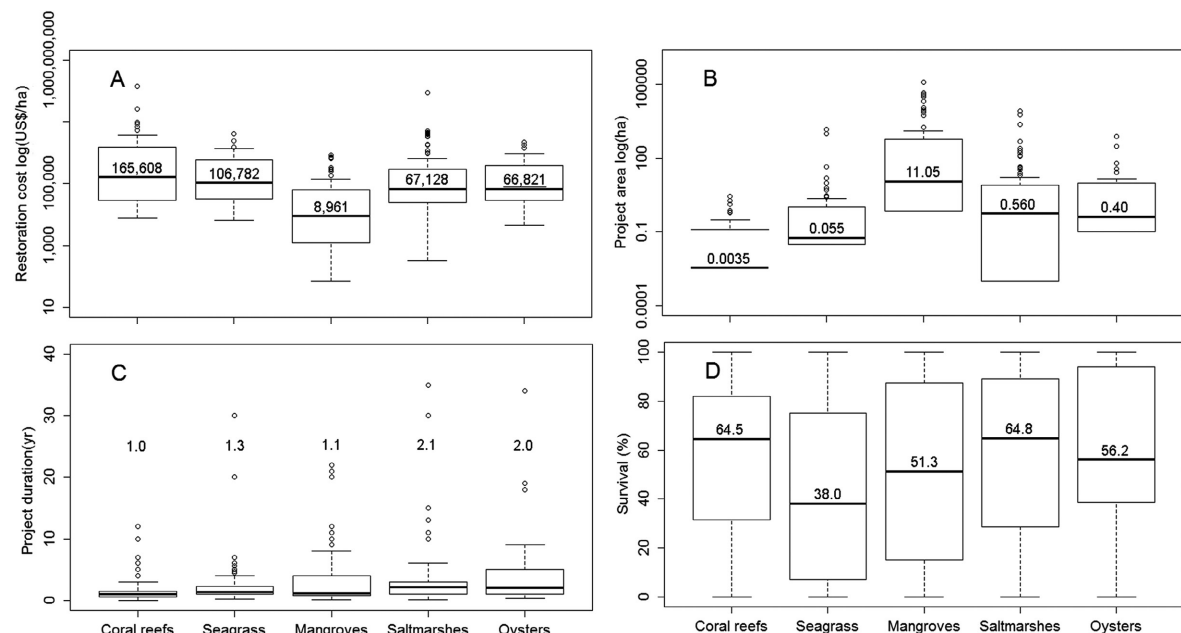 A
Restoration cost log(US$/ha)
1,000,000,000
100,000
1,000
10
165,608
106,782
8,961
67,128
66,821
B
Project area log(ha)
100000
100
0.1
0.0001
0.0035
0.055
11.05
0.560
0.40
C
Project duration(yr)
40
30
20
10
0
1.0
1.3
1.1
2.1
2.0
Coral reefs
Seagrass
Mangroves
Saltmarshes
Oysters
D
Survival (%)
100
80
60
40
20
0
64.5
38.0
51.3
64.8
56.2
Coral reefs
Seagrass
Mangroves
Saltmarshes
Oysters